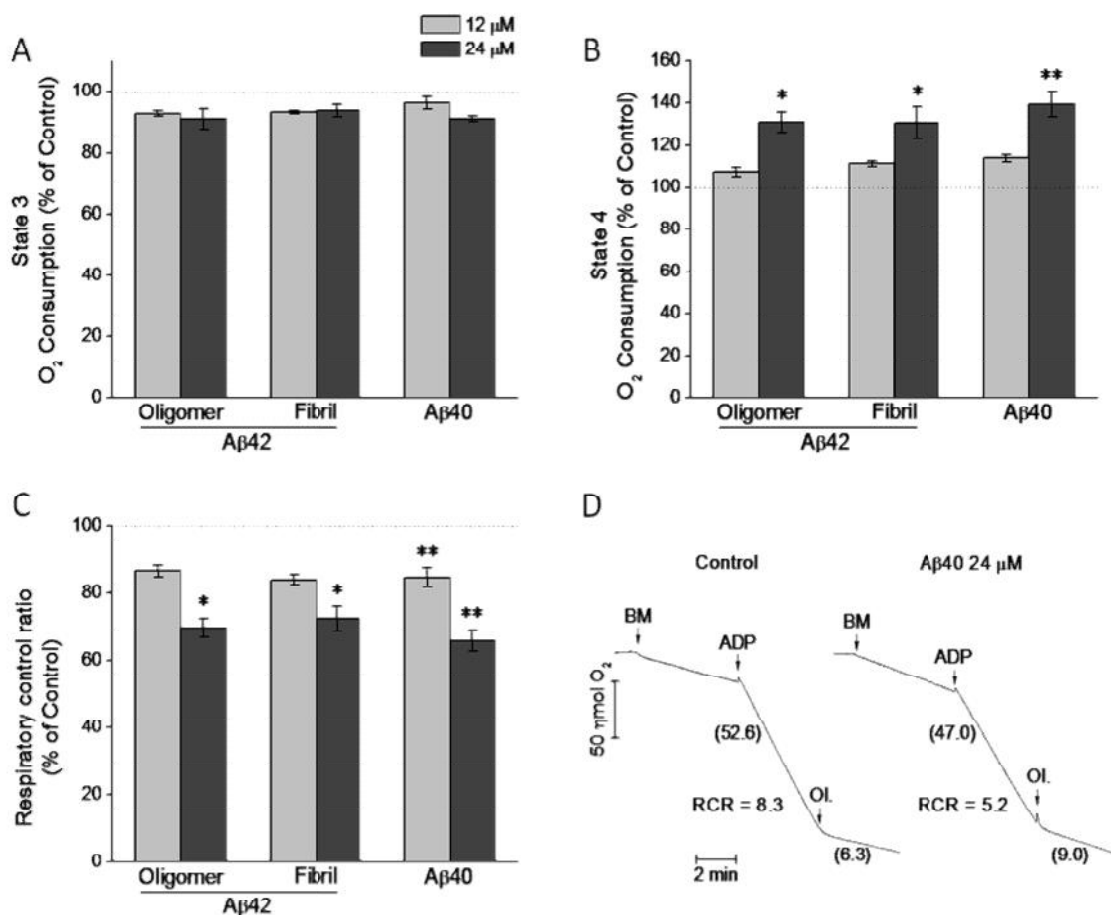 A
12 μM
24 μM
State 3
O₂ Consumption (% of Control)
100
80
60
40
20
0
Oligomer Fibril Aβ40
Aβ42
B
State 4
O₂ Consumption (% of Control)
160
140
120
100
80
60
40
20
0
* * **
Oligomer Fibril Aβ40
Aβ42
C
Respiratory control ratio
(% of Control)
100
80
60
40
20
0
* * ** **
Oligomer Fibril Aβ40
Aβ42
D
Control Aβ40 24 μM
BM BM
ADP ADP
50 ηmol O₂
(52.6) (47.0)
OL. OI.
RCR = 8.3 RCR = 5.2
(6.3) (9.0)
2 min